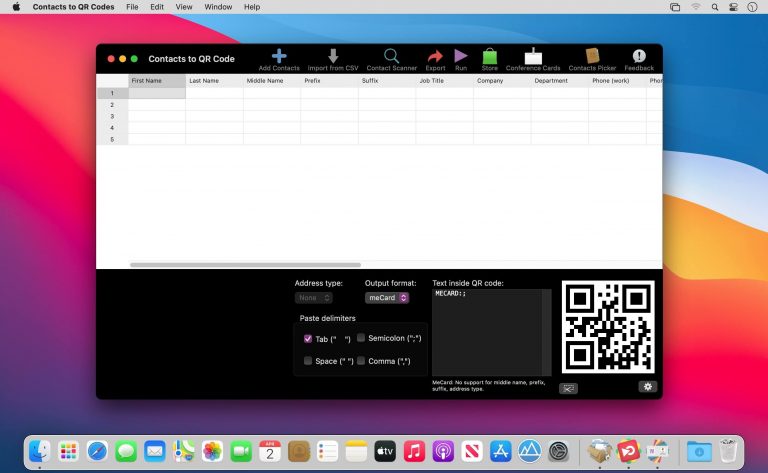 Contacts to QR Codes File Edit View Window Help
Contacts to QR Code
Add Contacts Import from CSV Contact Scanner Export Run Store Conference Cards Contacts Picker Feedback
First Name Last Name Middle Name Prefix Suffix Job Title Company Department Phone (work) Phon
1
2
3
4
5
Address type: Output format: Text inside QR code:
None meCard MECARD:;
Paste delimiters
Tab (" ") Semicolon (";")
Space (" ") Comma (",")
MeCard: No support for middle name, prefix,
suffix, address type.
APR
2
tv